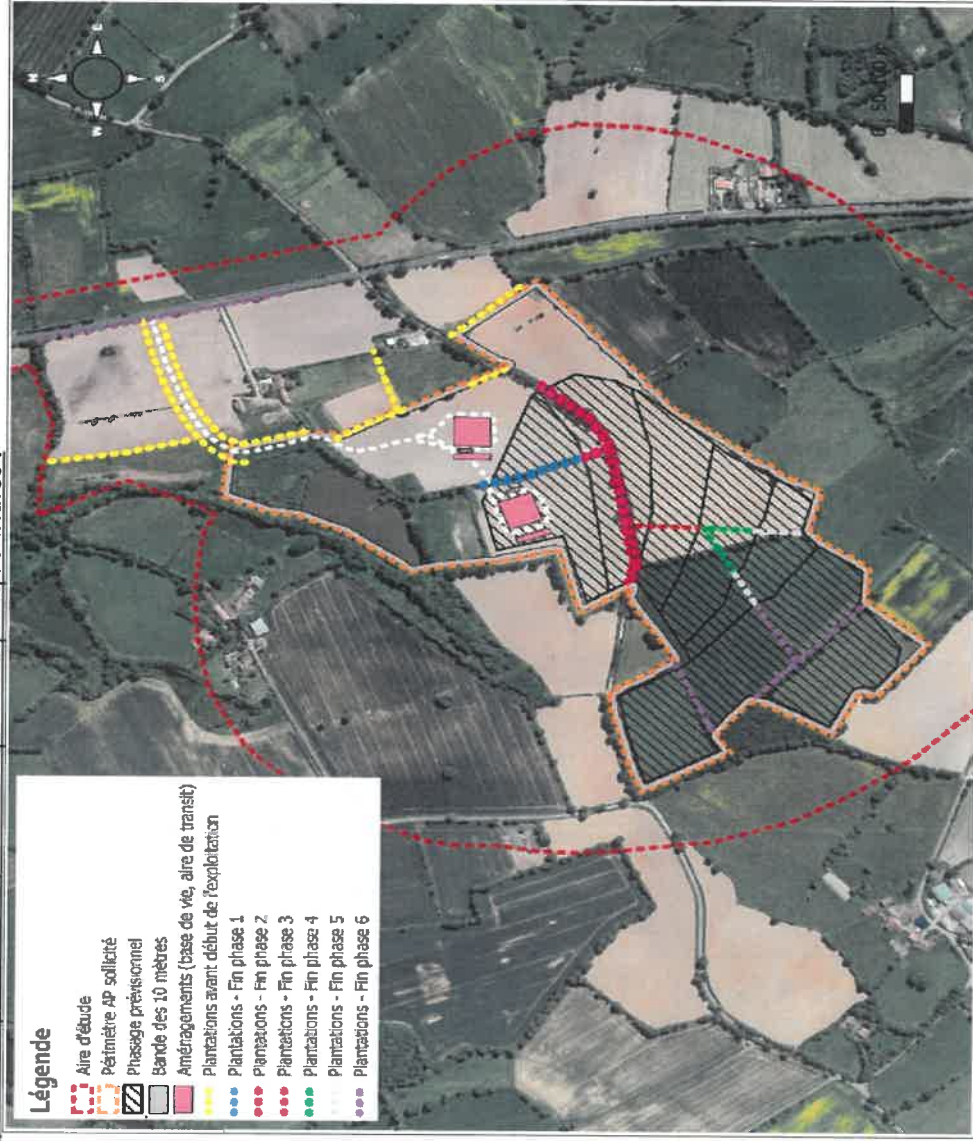 N
E
S
W
Légende
Aire d'étude
Périmètre AP sollicité
Phasage prévisionnel
Bande des 10 mètres
Aménagements (base de vie, aire de transit)
Plantations avant début de l'exploitation
Plantations - Fin phase 1
Plantations - Fin phase 2
Plantations - Fin phase 3
Plantations - Fin phase 4
Plantations - Fin phase 5
Plantations - Fin phase 6